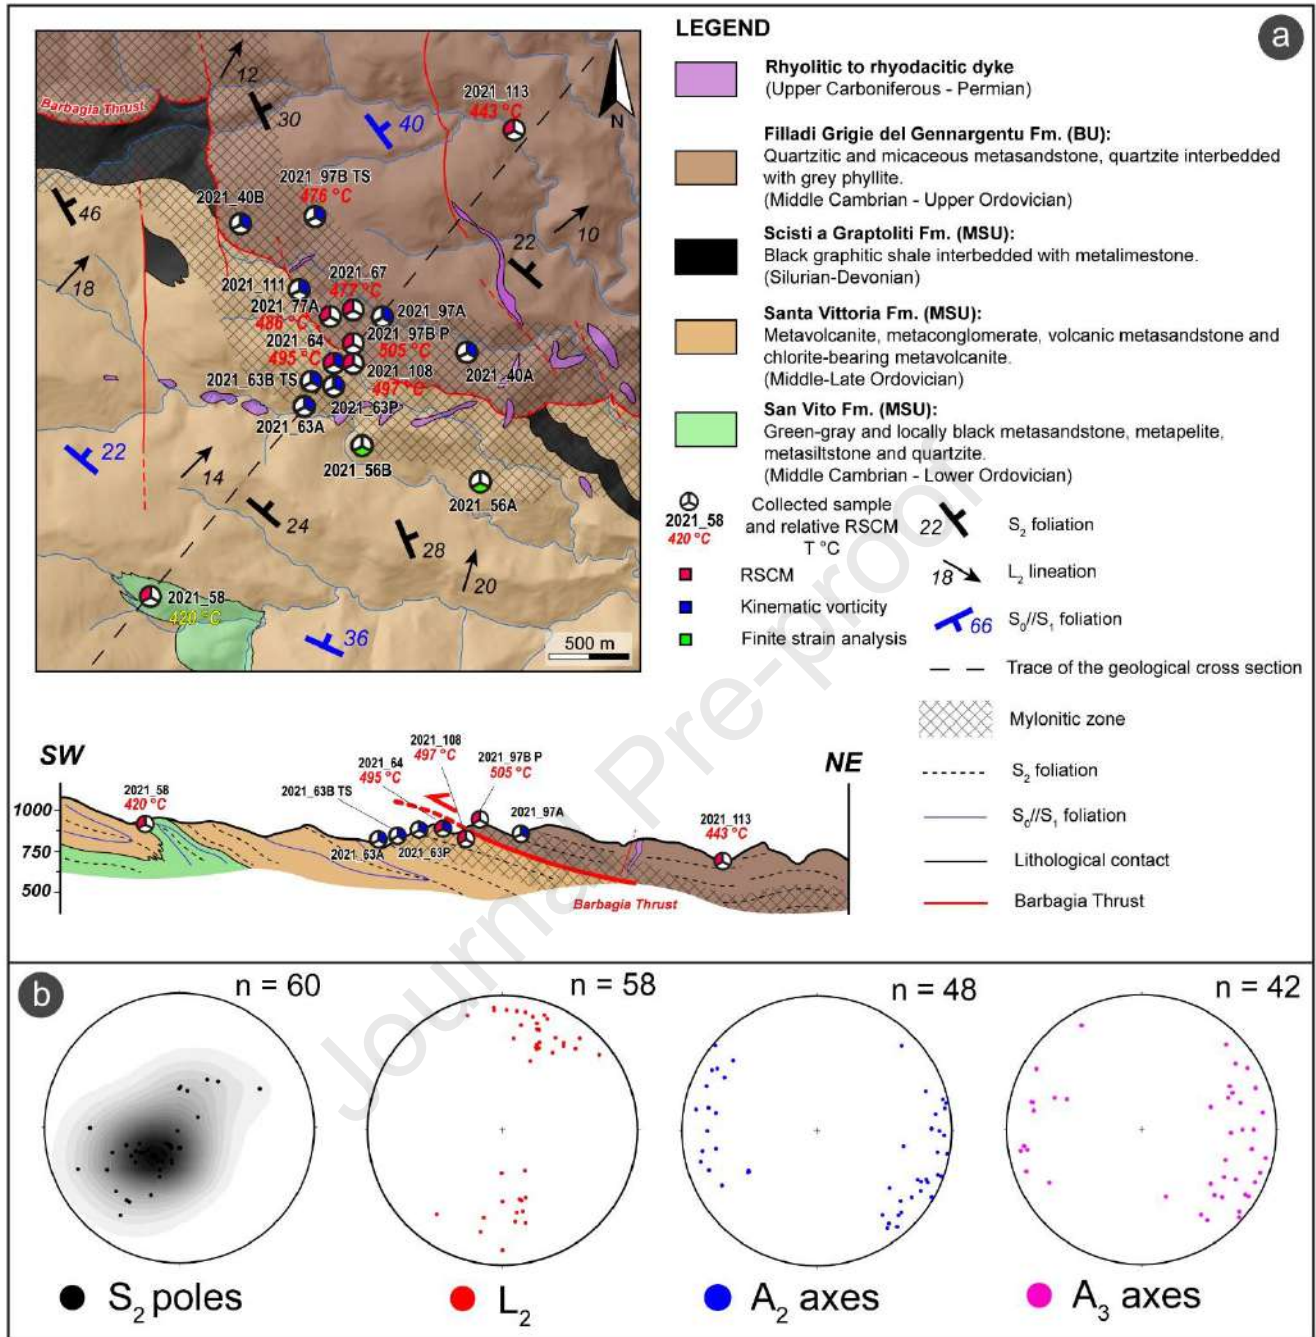 a
Barbagia Thrust
12
30
40
2021_113
443 °C
N
46
2021_40B
2021_97B TS
476 °C
22
10
18
2021_111
2021_67
477 °C
2021_77A
486 °C
2021_97A
2021_64
495 °C
2021_97B P
505 °C
2021_63B TS
2021_108
497 °C
2021_40A
2021_63P
2021_63A
22
14
2021_56B
2021_56A
24
28
20
2021_58
420 °C
36
500 m
LEGEND
Rhyolitic to rhyodacitic dyke
(Upper Carboniferous - Permian)
Filladi Grigie del Gennargentu Fm. (BU):
Quartzitic and micaceous metasandstone, quartzite interbedded
with grey phyllite.
(Middle Cambrian - Upper Ordovician)
Scisti a Graptoliti Fm. (MSU):
Black graphitic shale interbedded with metalimestone.
(Silurian-Devonian)
Santa Vittoria Fm. (MSU):
Metavolcanite, metaconglomerate, volcanic metasandstone and
chlorite-bearing metavolcanite.
(Middle-Late Ordovician)
San Vito Fm. (MSU):
Green-gray and locally black metasandstone, metapelite,
metasiltstone and quartzite.
(Middle Cambrian - Lower Ordovician)
2021_58
420 °C
Collected sample
and relative RSCM
T °C
RSCM
Kinematic vorticity
Finite strain analysis
22
S2 foliation
18
L2 lineation
66
S0//S1 foliation
Trace of the geological cross section
Mylonitic zone
S2 foliation
S0//S1 foliation
Lithological contact
Barbagia Thrust
SW
NE
1000
750
500
2021_58
420 °C
2021_63B TS
2021_64
495 °C
2021_108
497 °C
2021_97B P
505 °C
2021_97A
2021_63A
2021_63P
2021_113
443 °C
Barbagia Thrust
Journal Pre-proof
b
n = 60
n = 58
n = 48
n = 42
S2 poles
L2
A2 axes
A3 axes